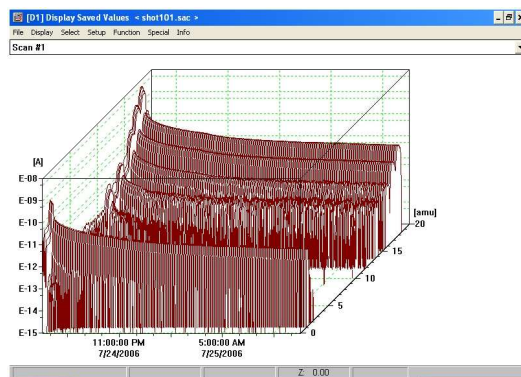 [D1] Display Saved Values < shot101.sac >
File Display Select Setup Function Special Info
Scan #1
[A]
E-08
E-09
E-10
E-11
E-12
E-13
E-14
E-15
[amu]
20
15
10
5
0
11:00:00 PM 5:00:00 AM
7/24/2006 7/25/2006
Z: 0.00